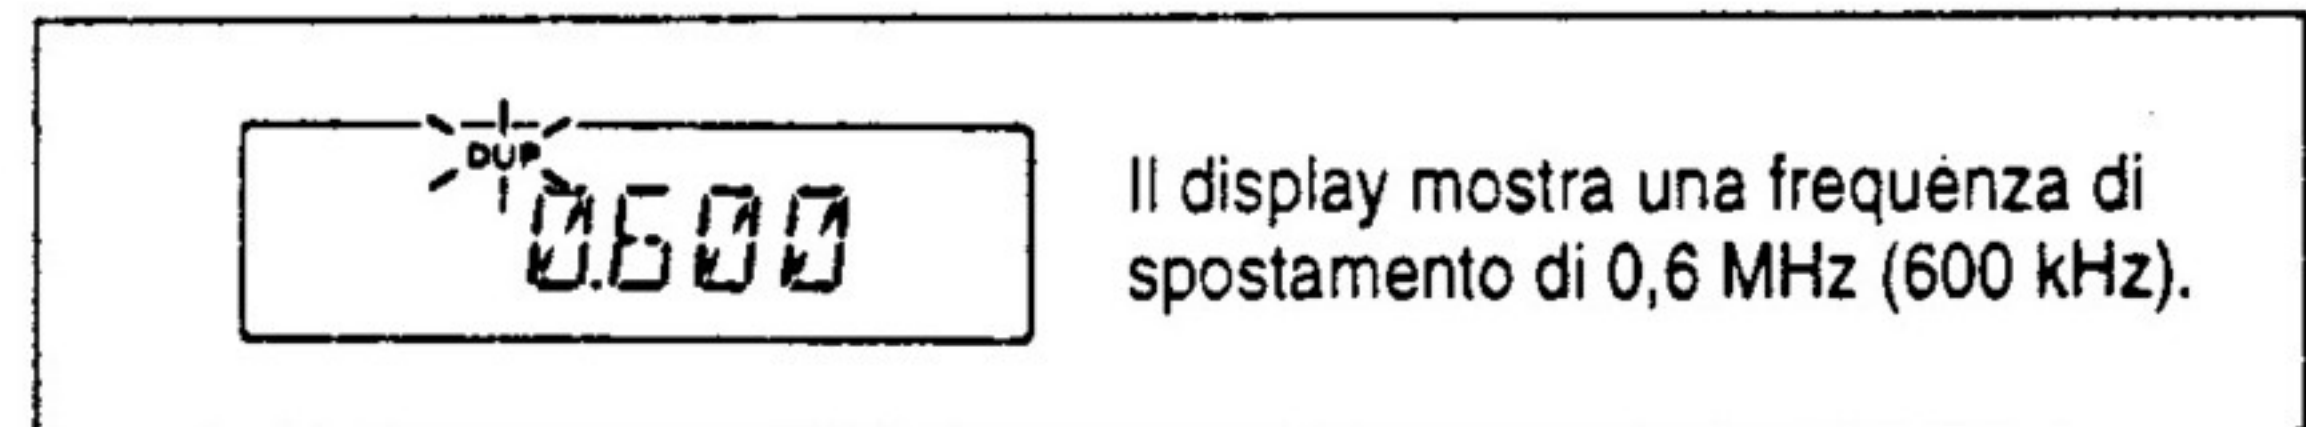 DUP
0.600
Il display mostra una frequenza di
spostamento di 0,6 MHz (600 kHz).